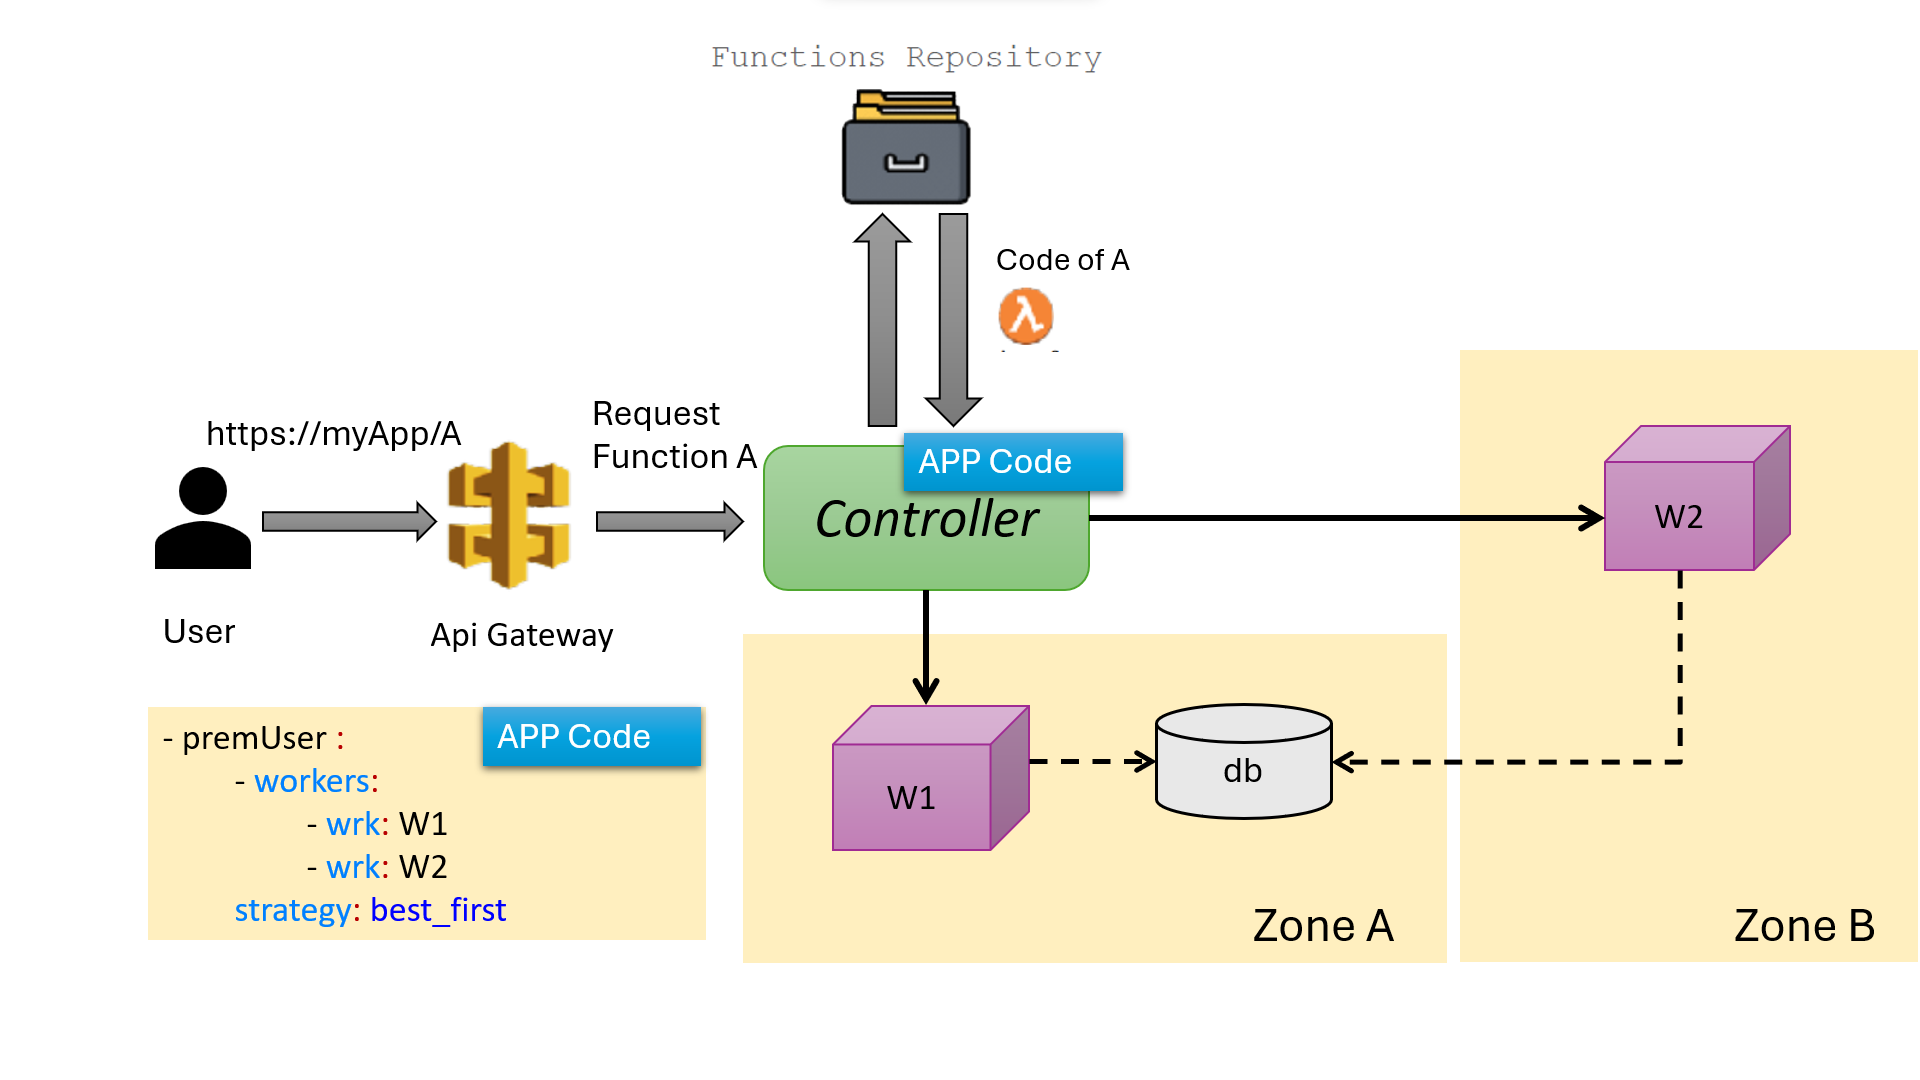 Functions Repository
Code of A
https://myApp/A
Request
Function A
APP Code
Controller
W2
User
Api Gateway
- premUser :
APP Code
- workers:
- wrk: W1
- wrk: W2
strategy: best_first
W1
db
Zone A
Zone B